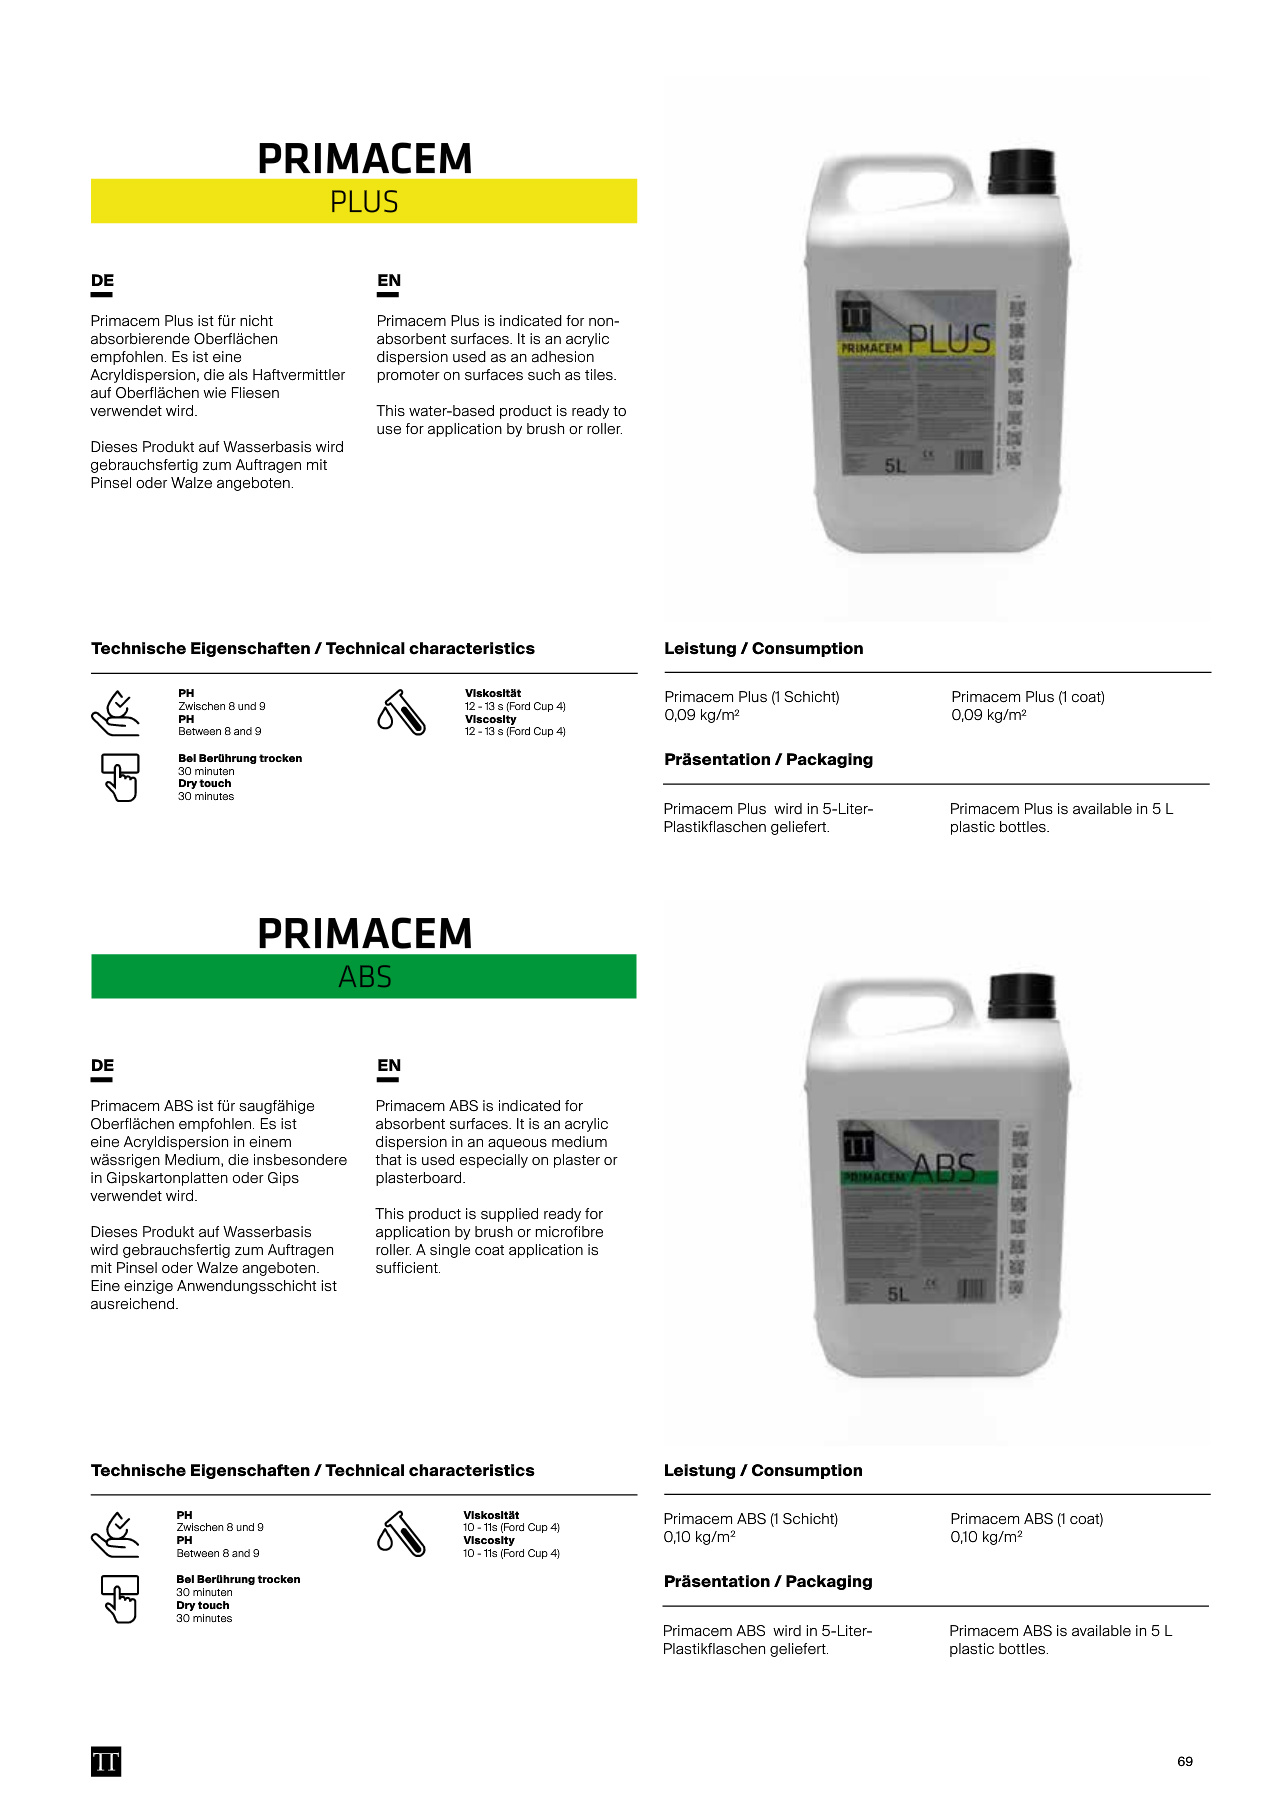 PRIMACEM
PLUS
DE
Primacem Plus ist für nicht
absorbierende Oberflächen
empfohlen. Es ist eine
Acryldispersion, die als Haftvermittler
auf Oberflächen wie Fliesen
verwendet wird.
Dieses Produkt auf Wasserbasis wird
gebrauchsfertig zum Auftragen mit
Pinsel oder Walze angeboten.
EN
Primacem Plus is indicated for non-
absorbent surfaces. It is an acrylic
dispersion used as an adhesion
promoter on surfaces such as tiles.
This water-based product is ready to
use for application by brush or roller.
TT
PRIMACEM PLUS
5L
CE
Technische Eigenschaften / Technical characteristics
PH
Zwischen 8 und 9
PH
Between 8 and 9
Viskosität
12 - 13 s (Ford Cup 4)
Viscosity
12 - 13 s (Ford Cup 4)
Bei Berührung trocken
30 minuten
Dry touch
30 minutes
Leistung / Consumption
Primacem Plus (1 Schicht)
0,09 kg/m²
Primacem Plus (1 coat)
0,09 kg/m²
Präsentation / Packaging
Primacem Plus  wird in 5-Liter-
Plastikflaschen geliefert.
Primacem Plus is available in 5 L
plastic bottles.
PRIMACEM
ABS
DE
Primacem ABS ist für saugfähige
Oberflächen empfohlen. Es ist
eine Acryldispersion in einem
wässrigen Medium, die insbesondere
in Gipskartonplatten oder Gips
verwendet wird.
Dieses Produkt auf Wasserbasis
wird gebrauchsfertig zum Auftragen
mit Pinsel oder Walze angeboten.
Eine einzige Anwendungsschicht ist
ausreichend.
EN
Primacem ABS is indicated for
absorbent surfaces. It is an acrylic
dispersion in an aqueous medium
that is used especially on plaster or
plasterboard.
This product is supplied ready for
application by brush or microfibre
roller. A single coat application is
sufficient.
TT
PRIMACEM ABS
5L
CE
Technische Eigenschaften / Technical characteristics
PH
Zwischen 8 und 9
PH
Between 8 and 9
Viskosität
10 - 11s (Ford Cup 4)
Viscosity
10 - 11s (Ford Cup 4)
Bei Berührung trocken
30 minuten
Dry touch
30 minutes
Leistung / Consumption
Primacem ABS (1 Schicht)
0,10 kg/m²
Primacem ABS (1 coat)
0,10 kg/m²
Präsentation / Packaging
Primacem ABS  wird in 5-Liter-
Plastikflaschen geliefert.
Primacem ABS is available in 5 L
plastic bottles.
TT
69